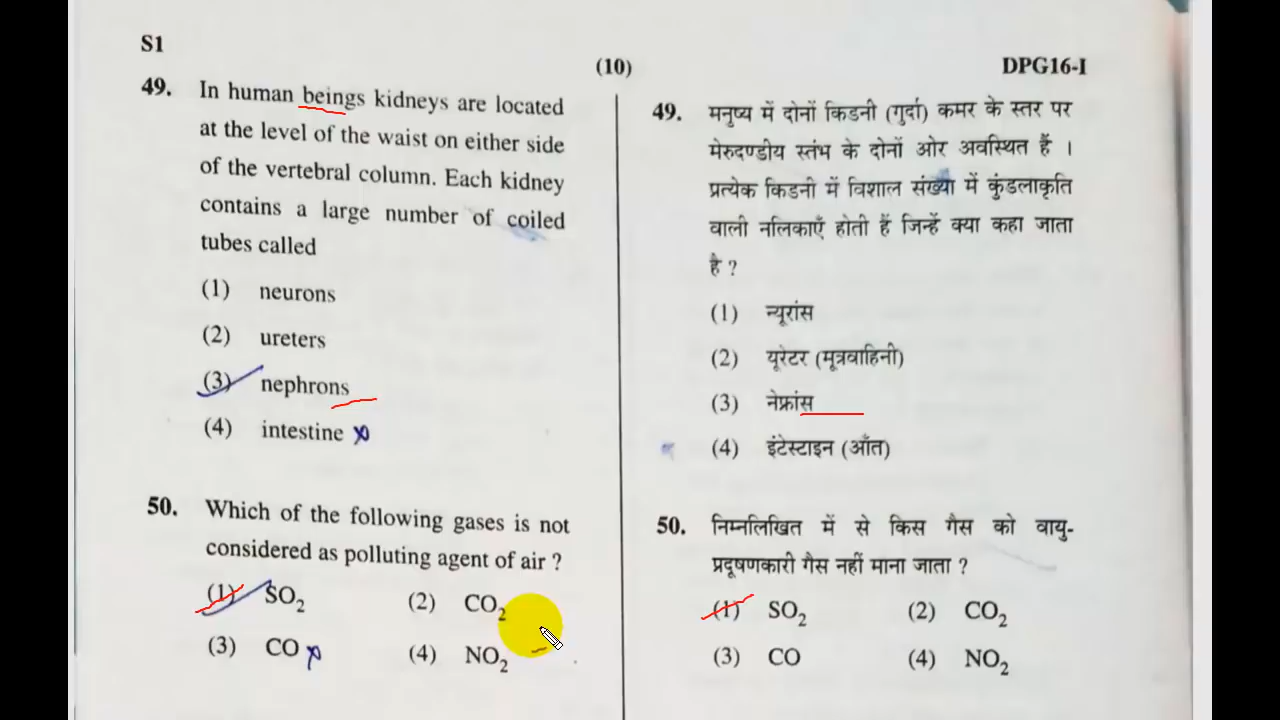 S1
(10)
DPG16-I
49. In human beings kidneys are located
at the level of the waist on either side
of the vertebral column. Each kidney
contains a large number of coiled
tubes called
(1) neurons
(2) ureters
(3) nephrons
(4) intestine
50. Which of the following gases is not
considered as polluting agent of air ?
(1) SO₂ (2) CO₂
(3) CO (4) NO₂
49. मनुष्य में दोनों किडनी (गुर्दा) कमर के स्तर पर
मेरुदण्डीय स्तंभ के दोनों ओर अवस्थित हैं ।
प्रत्येक किडनी में विशाल संख्या में कुंडलाकृति
वाली नलिकाएँ होती हैं जिन्हें क्या कहा जाता
है ?
(1) न्यूरांस
(2) यूरेटर (मूत्रवाहिनी)
(3) नेफ्रांस
(4) इंटेस्टाइन (आँत)
50. निम्नलिखित में से किस गैस को वायु-
प्रदूषणकारी गैस नहीं माना जाता ?
(1) SO₂ (2) CO₂
(3) CO (4) NO₂